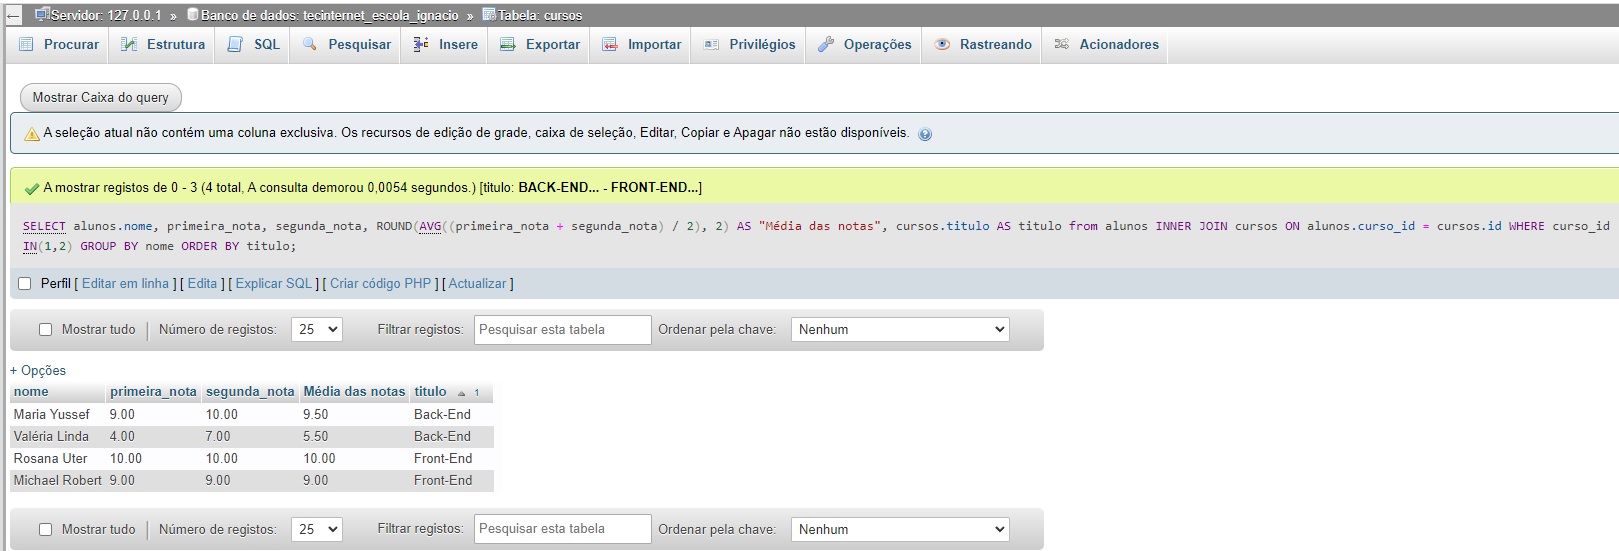 Servidor: 127.0.0.1 » Banco de dados: tecinternet_escola_ignacio » Tabela: cursos
Procurar Estrutura SQL Pesquisar Insere Exportar Importar Privilégios Operações Rastreando Acionadores
Mostrar Caixa do query
A seleção atual não contém uma coluna exclusiva. Os recursos de edição de grade, caixa de seleção, Editar, Copiar e Apagar não estão disponíveis.
A mostrar registos de 0 - 3 (4 total, A consulta demorou 0,0054 segundos.) [titulo: BACK-END... - FRONT-END...]
SELECT alunos.nome, primeira_nota, segunda_nota, ROUND(AVG((primeira_nota + segunda_nota) / 2), 2) AS "Média das notas", cursos.titulo AS titulo from alunos INNER JOIN cursos ON alunos.curso_id = cursos.id WHERE curso_id
IN(1,2) GROUP BY nome ORDER BY titulo;
Perfil [ Editar em linha ] [ Edita ] [ Explicar SQL ] [ Criar código PHP ] [ Actualizar ]
Mostrar tudo Número de registos: 25 Filtrar registos: Pesquisar esta tabela Ordenar pela chave: Nenhum
+ Opções
nome primeira_nota segunda_nota Média das notas titulo 1
Maria Yussef 9.00 10.00 9.50 Back-End
Valéria Linda 4.00 7.00 5.50 Back-End
Rosana Uter 10.00 10.00 10.00 Front-End
Michael Robert 9.00 9.00 9.00 Front-End
Mostrar tudo Número de registos: 25 Filtrar registos: Pesquisar esta tabela Ordenar pela chave: Nenhum